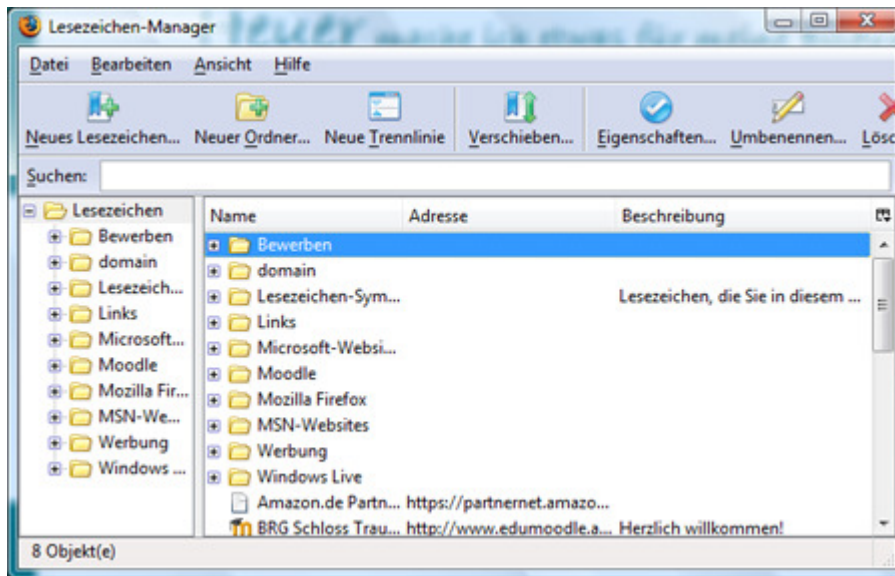 Lesezeichen-Manager
Datei Bearbeiten Ansicht Hilfe
Neues Lesezeichen... Neuer Ordner... Neue Trennlinie Verschieben... Eigenschaften... Umbenennen... Lösc
Suchen:
Lesezeichen
Bewerben
domain
Lesezeich...
Links
Microsoft...
Moodle
Mozilla Fir...
MSN-We...
Werbung
Windows ...
Name Adresse Beschreibung
Bewerben
domain
Lesezeichen-Sym... Lesezeichen, die Sie in diesem ...
Links
Microsoft-Websi...
Moodle
Mozilla Firefox
MSN-Websites
Werbung
Windows Live
Amazon.de Partn... https://partnernet.amazo...
BRG Schloss Trau... http://www.edumoodle.a... Herzlich willkommen!
8 Objekt(e)